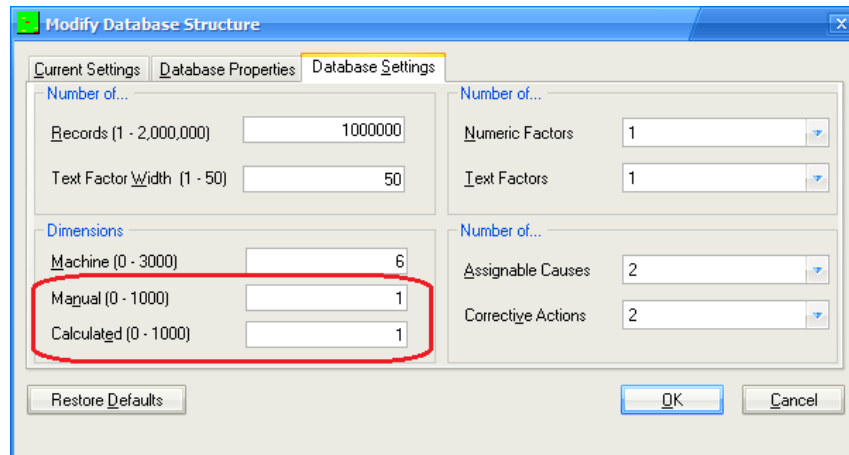 Modify Database Structure
Current Settings Database Properties Database Settings
Number of...
Records (1 - 2,000,000) 1000000
Text Factor Width (1 - 50) 50
Number of...
Numeric Factors 1
Text Factors 1
Dimensions
Machine (0 - 3000) 6
Manual (0 - 1000) 1
Calculated (0 - 1000) 1
Number of...
Assignable Causes 2
Corrective Actions 2
Restore Defaults OK Cancel